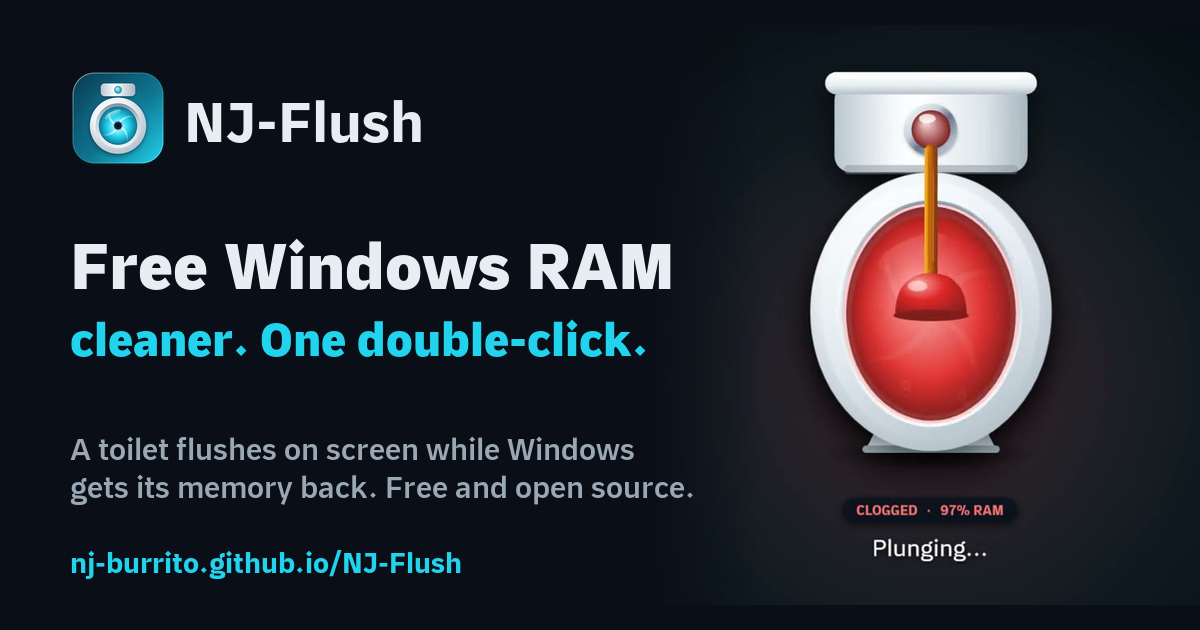 NJ-Flush
Free Windows RAM
cleaner. One double-click.
A toilet flushes on screen while Windows
gets its memory back. Free and open source.
nj-burrito.github.io/NJ-Flush
CLOGGED · 97% RAM
Plunging...